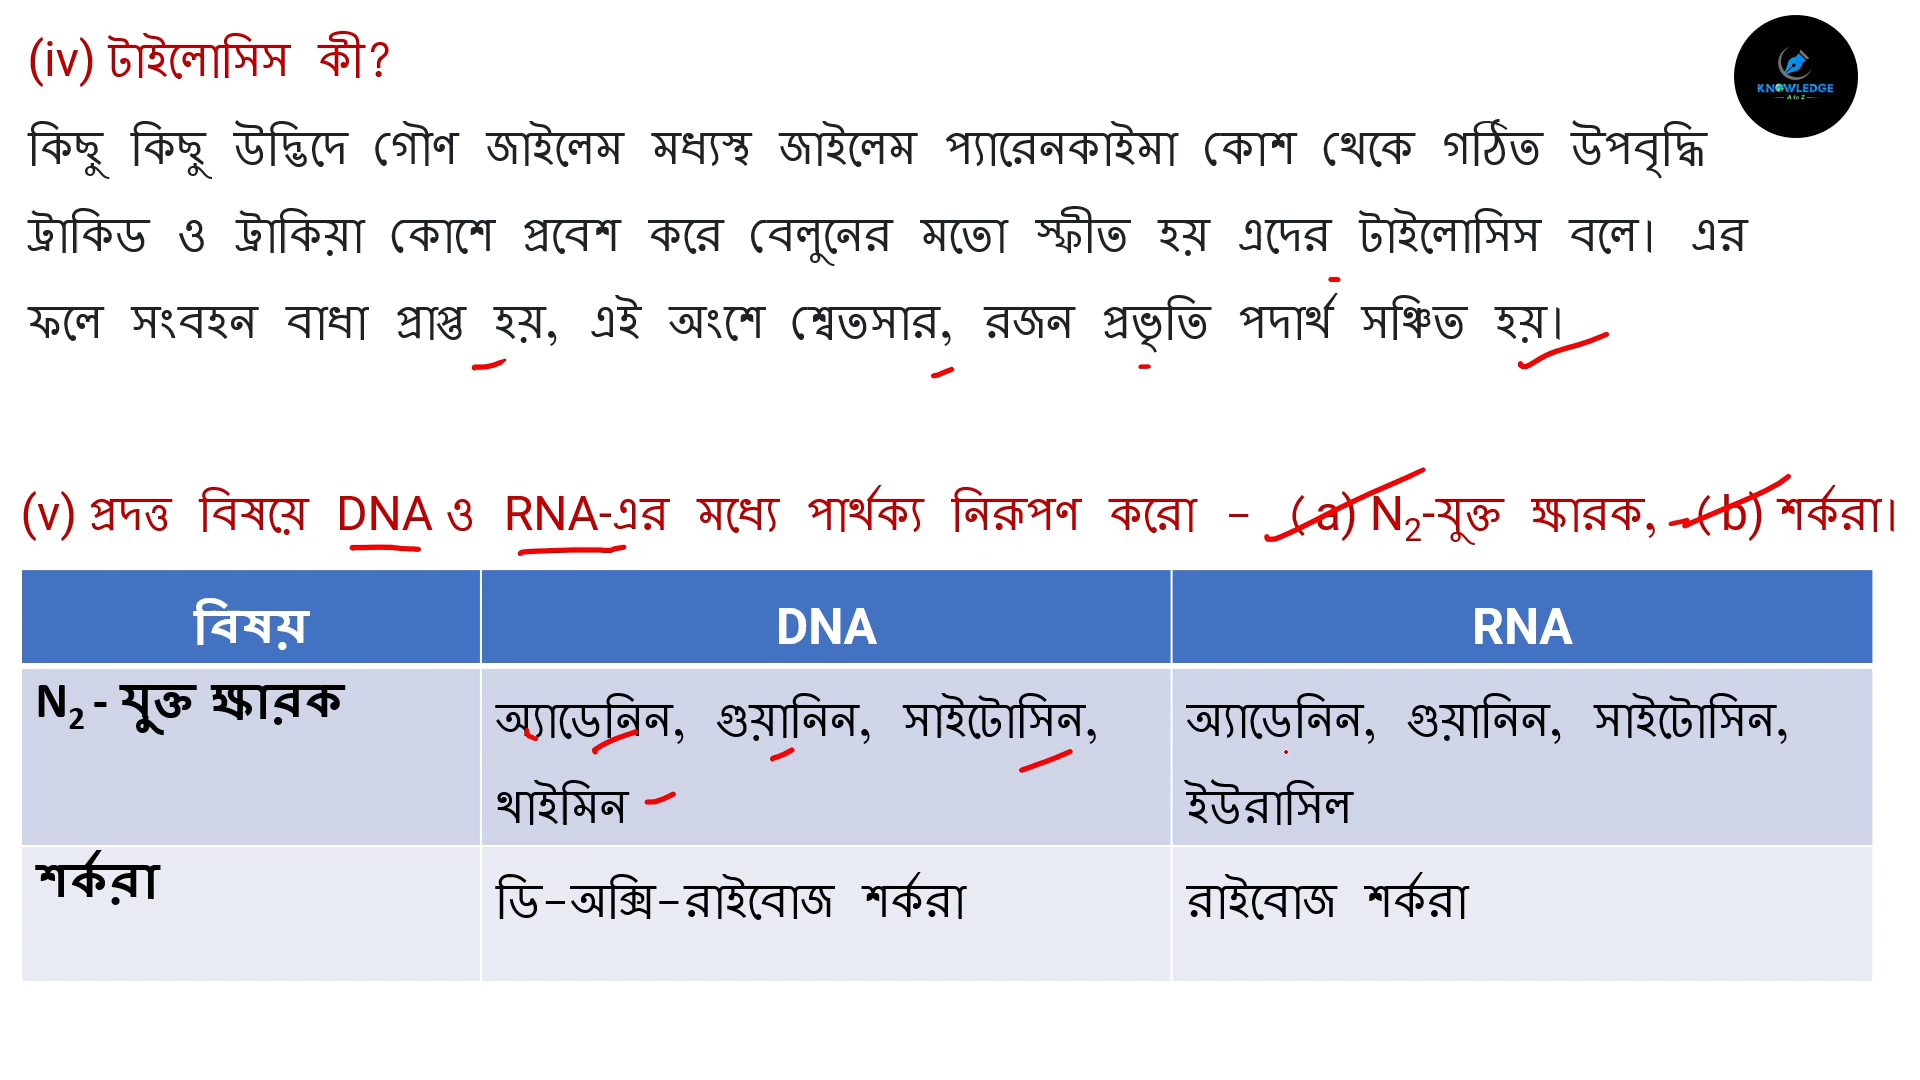 (iv) টাইলোসিস কী?
KNOWLEDGE
A to Z
কিছু কিছু উদ্ভিদে গৌণ জাইলেম মধ্যস্থ জাইলেম প্যারেনকাইমা কোশ থেকে গঠিত উপবৃদ্ধি
ট্রাকিড ও ট্রাকিয়া কোশে প্রবেশ করে বেলুনের মতো স্ফীত হয় এদের টাইলোসিস বলে। এর
ফলে সংবহন বাধা প্রাপ্ত হয়, এই অংশে শ্বেতসার, রজন প্রভৃতি পদার্থ সঞ্চিত হয়।
(v) প্রদত্ত বিষয়ে DNA ও RNA-এর মধ্যে পার্থক্য নিরূপণ করো – (a) N2-যুক্ত ক্ষারক, (b) শর্করা।
বিষয় DNA RNA
N2 - যুক্ত ক্ষারক অ্যাডেনিন, গুয়ানিন, সাইটোসিন, অ্যাডেনিন, গুয়ানিন, সাইটোসিন,
থাইমিন ইউরাসিল
শর্করা ডি–অক্সি–রাইবোজ শর্করা রাইবোজ শর্করা